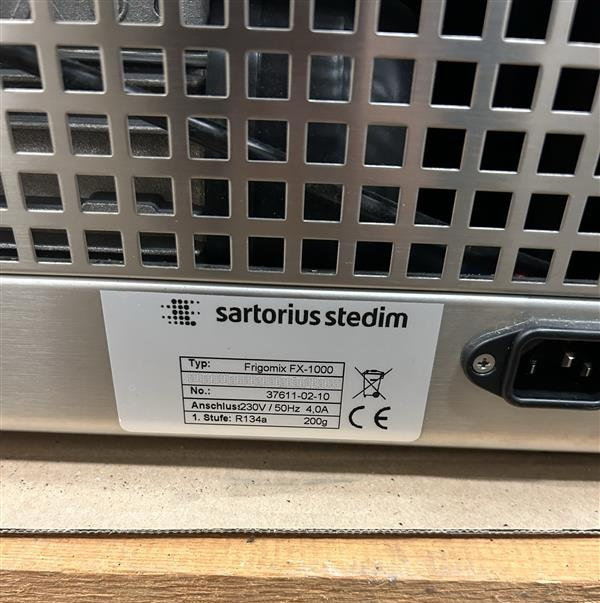 sartorius stedim
Typ: Frigomix FX-1000
No.: 37611-02-10
Anschluss: 230V / 50Hz 4,0A
1. Stufe: R134a 200g
CE